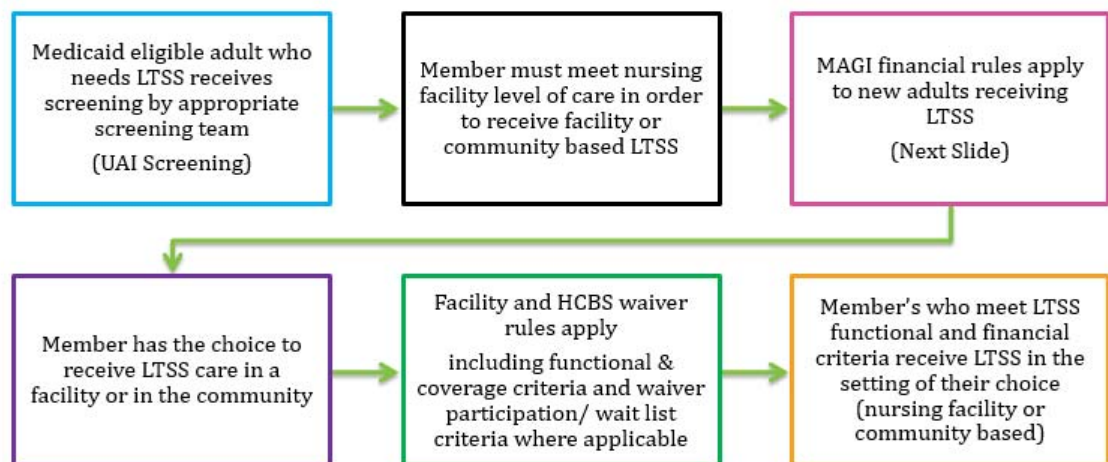 Medicaid eligible adult who
needs LTSS receives
screening by appropriate
screening team
(UAI Screening)
Member must meet nursing
facility level of care in order
to receive facility or
community based LTSS
MAGI financial rules apply
to new adults receiving
LTSS
(Next Slide)
Member has the choice to
receive LTSS care in a
facility or in the community
Facility and HCBS waiver
rules apply
including functional &
coverage criteria and waiver
participation/ wait list
criteria where applicable
Member's who meet LTSS
functional and financial
criteria receive LTSS in the
setting of their choice
(nursing facility or
community based)